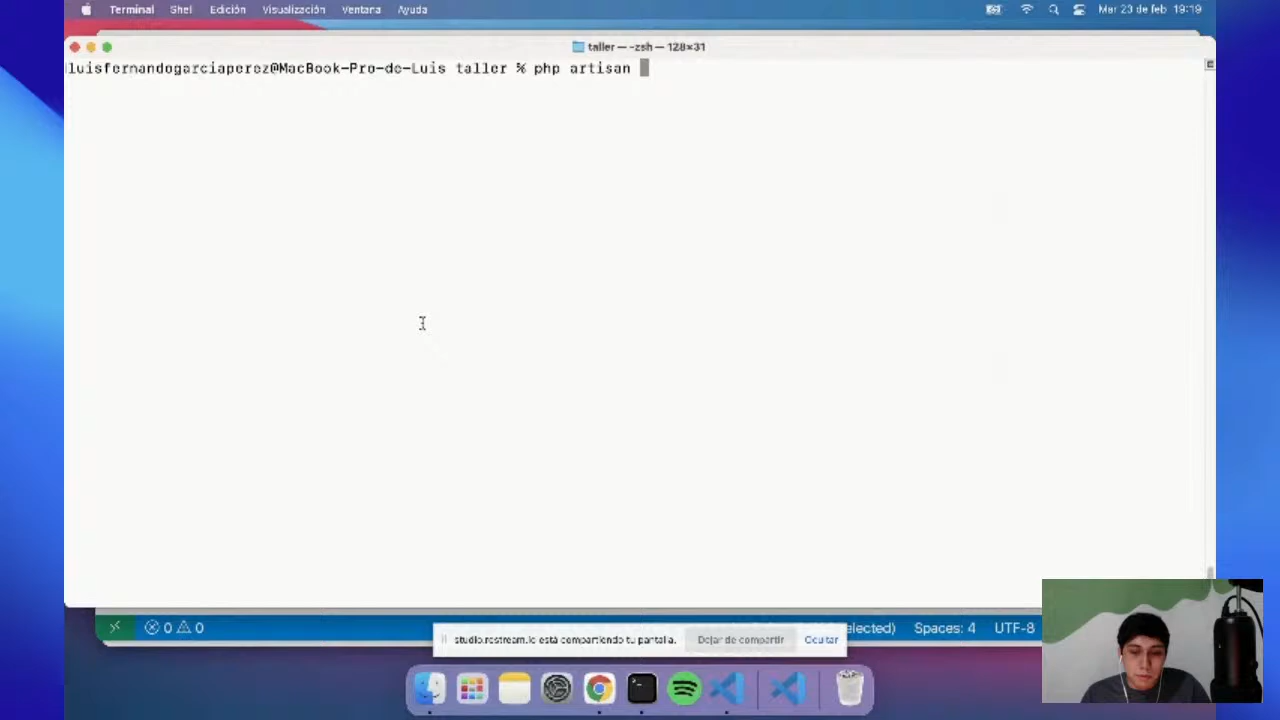 Terminal Shell Edición Visualización Ventana Ayuda Mar 23 de feb 19:19
taller — -zsh — 128×31
luisfernandogarciaperez@MacBook-Pro-de-Luis taller % php artisan
0 0 elected) Spaces: 4 UTF-8
studio.restream.io está compartiendo tu pantalla. Dejar de compartir Ocultar